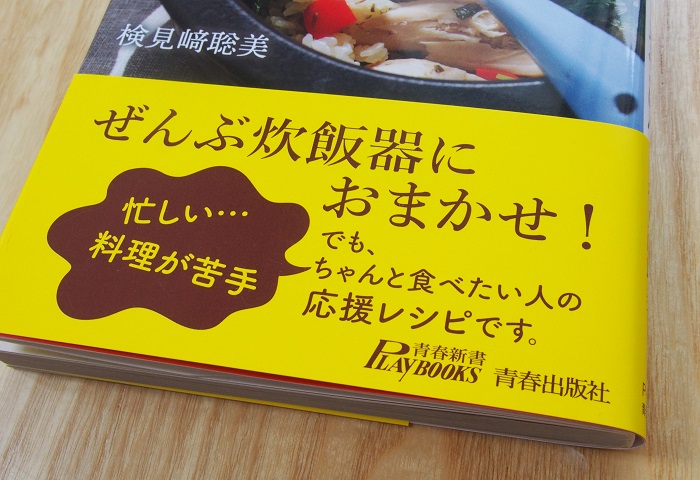 検見﨑聡美
ぜんぶ炊飯器に
おまかせ!
忙しい…
料理が苦手
でも、
ちゃんと食べたい人の
応援レシピです。
青春新書
PLAYBOOKS
青春出版社